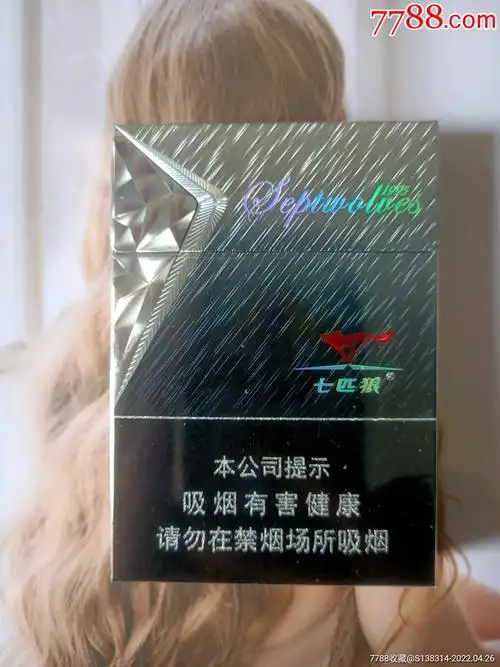 7788.com
1995
Septwolves
七匹狼®
本公司提示
吸烟有害健康
请勿在禁烟场所吸烟
7788收藏@S138314-2022.04.26